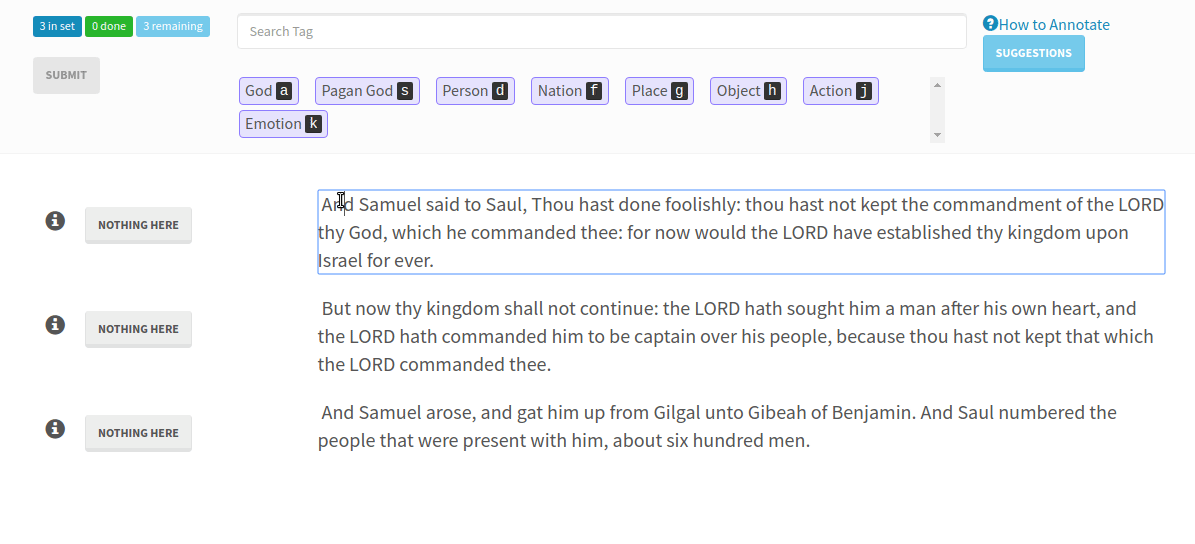 3 in set 0 done 3 remaining
Search Tag
How to Annotate
SUGGESTIONS
SUBMIT
God a Pagan God s Person d Nation f Place g Object h Action j
Emotion k
NOTHING HERE
And Samuel said to Saul, Thou hast done foolishly: thou hast not kept the commandment of the LORD
thy God, which he commanded thee: for now would the LORD have established thy kingdom upon
Israel for ever.
NOTHING HERE
But now thy kingdom shall not continue: the LORD hath sought him a man after his own heart, and
the LORD hath commanded him to be captain over his people, because thou hast not kept that which
the LORD commanded thee.
NOTHING HERE
And Samuel arose, and gat him up from Gilgal unto Gibeah of Benjamin. And Saul numbered the
people that were present with him, about six hundred men.